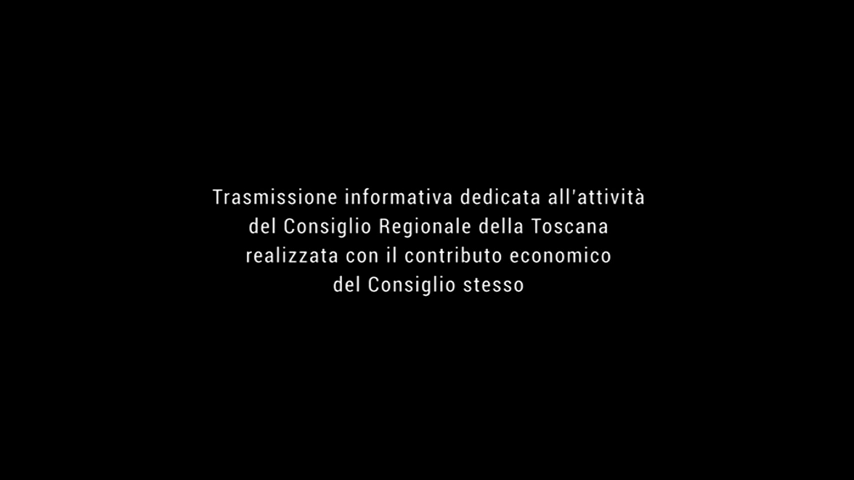 Trasmissione informativa dedicata all'attività
del Consiglio Regionale della Toscana
realizzata con il contributo economico
del Consiglio stesso